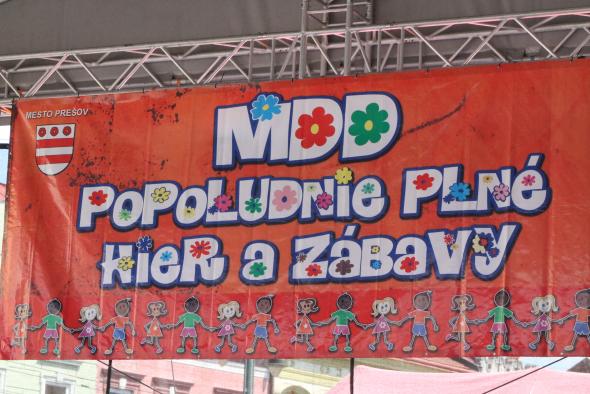 MESTO PREŠOV
MDD
POPOLUDNIE PLNÉ
HIER a ZÁBAVY